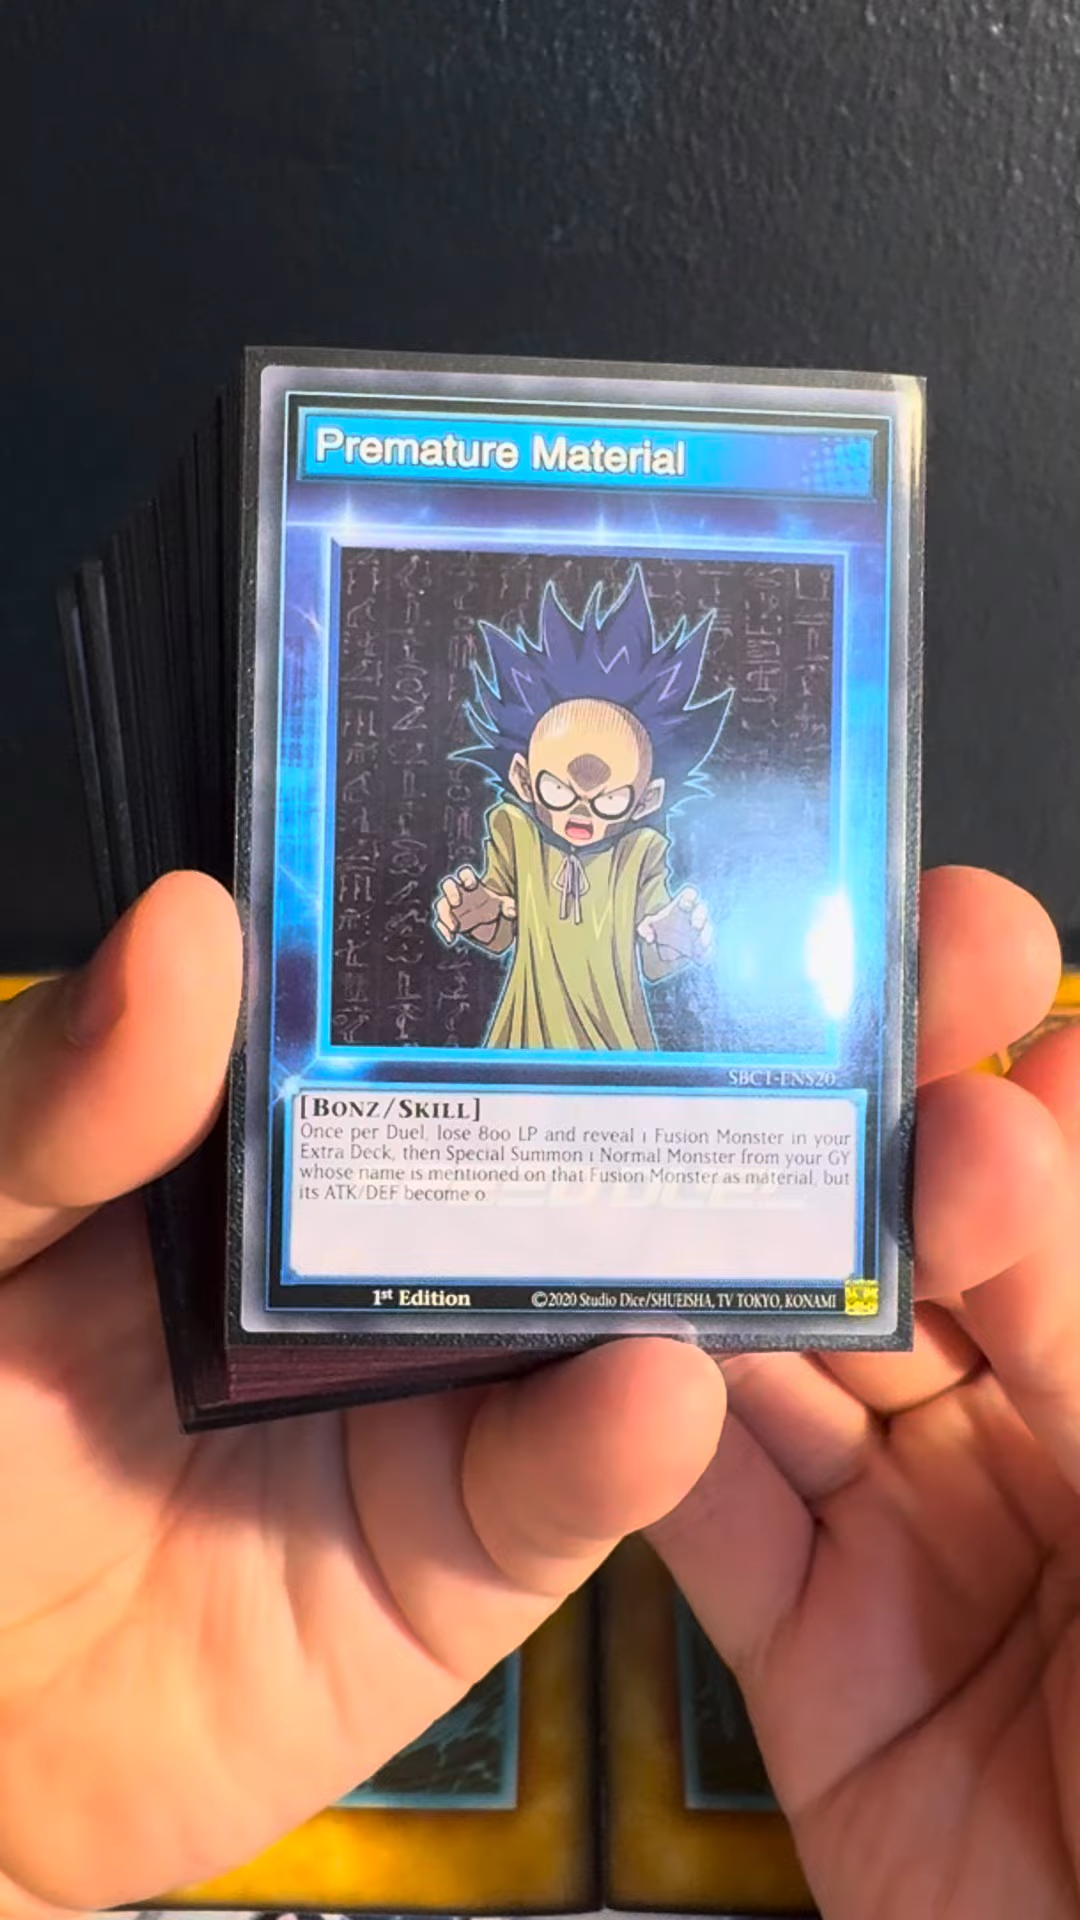 Premature Material
SBC1-ENS20
[BONZ/SKILL]
Once per Duel, lose 800 LP and reveal 1 Fusion Monster in your
Extra Deck, then Special Summon 1 Normal Monster from your GY
whose name is mentioned on that Fusion Monster as material, but
its ATK/DEF become 0
1st Edition
©2020 Studio Dice/SHUEISHA, TV TOKYO, KONAMI